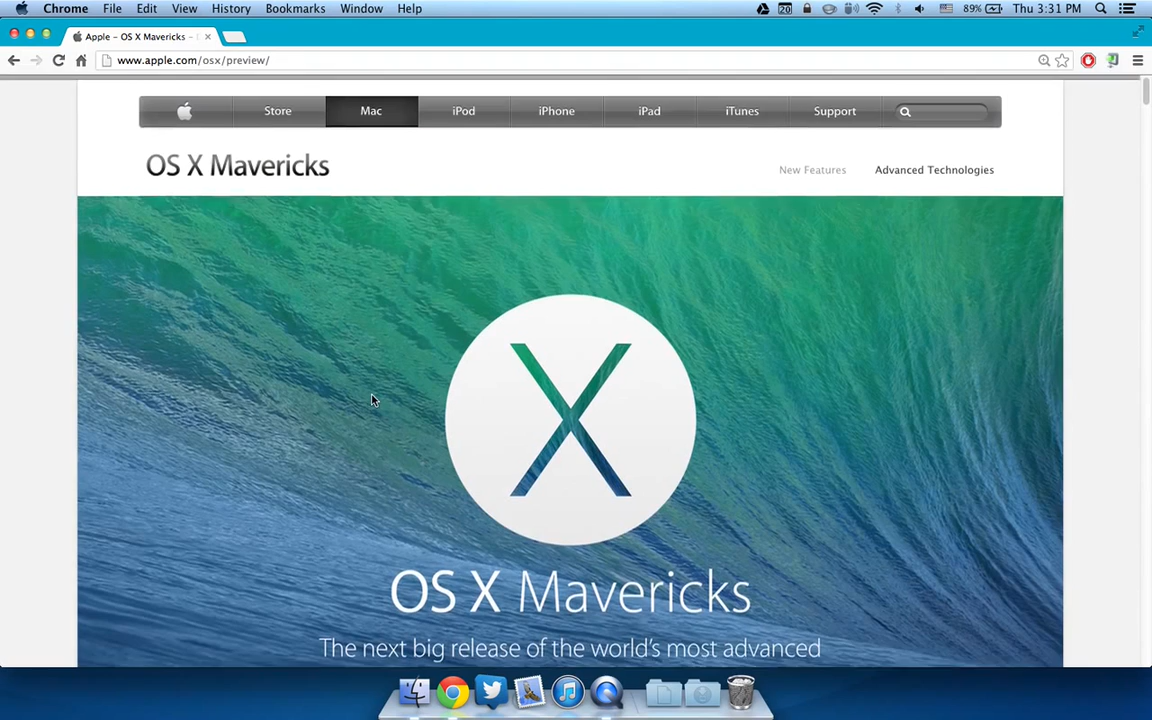 Chrome File Edit View History Bookmarks Window Help 20 89% Thu 3:31 PM
Apple - OS X Mavericks -
www.apple.com/osx/preview/
Store Mac iPod iPhone iPad iTunes Support
OS X Mavericks New Features Advanced Technologies
X
OS X Mavericks
The next big release of the world's most advanced